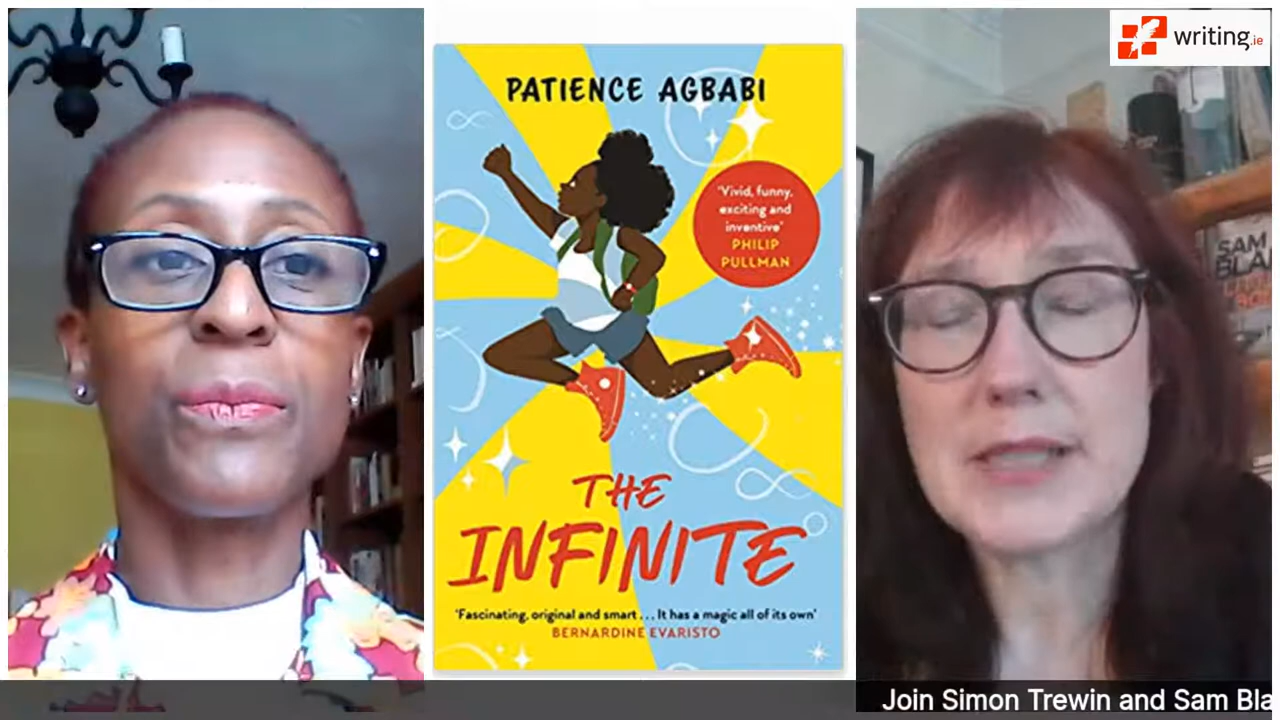 writing.ie
PATIENCE AGBABI
'Vivid, funny,
exciting and
inventive'
PHILIP
PULLMAN
SAM
THE
INFINITE
'Fascinating, original and smart . . . It has a magic all of its own'
BERNARDINE EVARISTO
Join Simon Trewin and Sam Bla